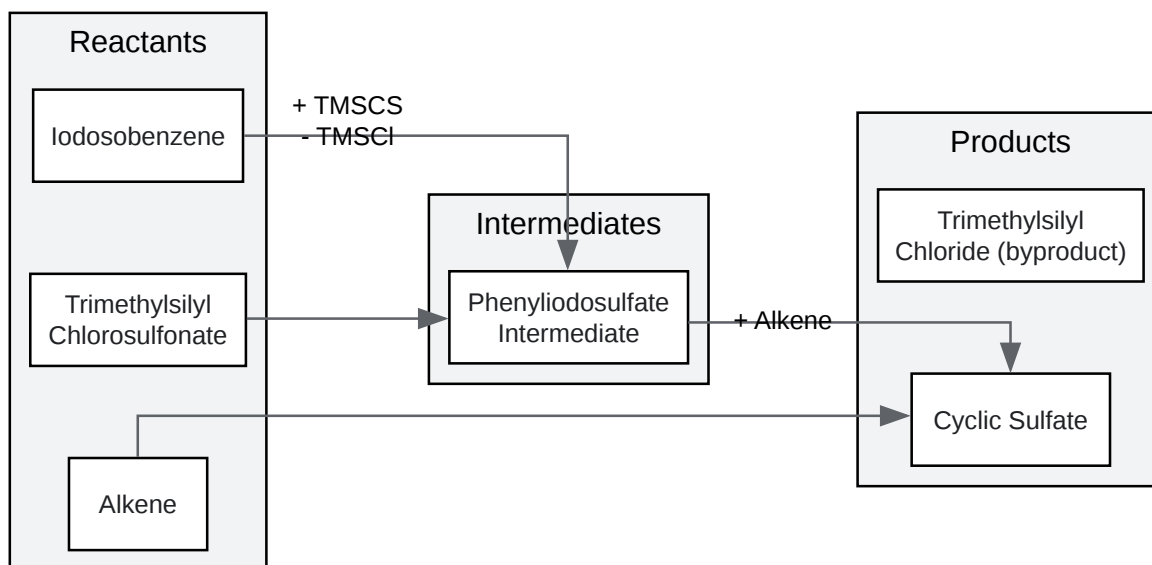 Reactants
Iodosobenzene
+ TMSCS
- TMSCl
Trimethylsilyl
Chlorosulfonate
Alkene
Intermediates
Phenyliodosulfate
Intermediate
+ Alkene
Products
Trimethylsilyl
Chloride (byproduct)
Cyclic Sulfate